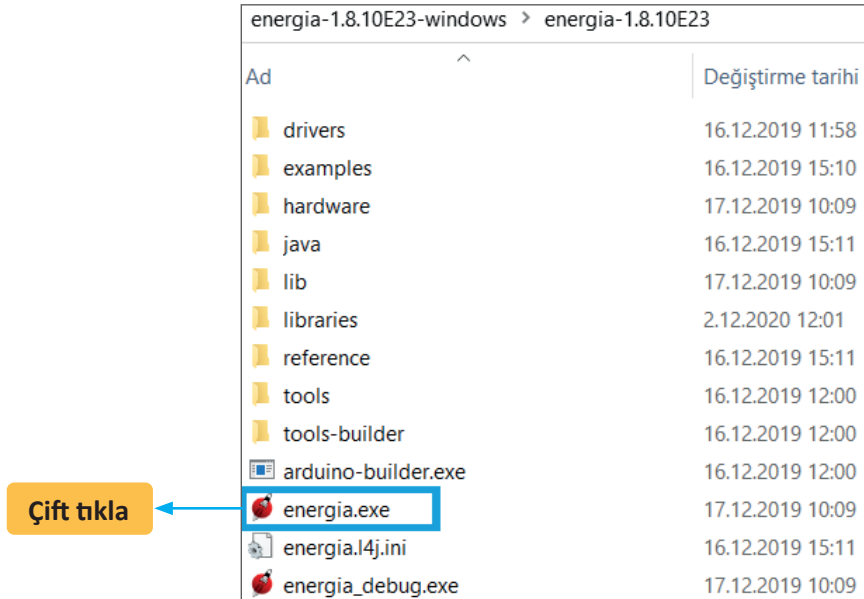 energia-1.8.10E23-windows > energia-1.8.10E23
Ad Değiştirme tarihi
drivers 16.12.2019 11:58
examples 16.12.2019 15:10
hardware 17.12.2019 10:09
java 16.12.2019 15:11
lib 17.12.2019 10:09
libraries 2.12.2020 12:01
reference 16.12.2019 15:11
tools 16.12.2019 12:00
tools-builder 16.12.2019 12:00
arduino-builder.exe 16.12.2019 12:00
Çift tıkla energia.exe 17.12.2019 10:09
energia.l4j.ini 16.12.2019 15:11
energia_debug.exe 17.12.2019 10:09